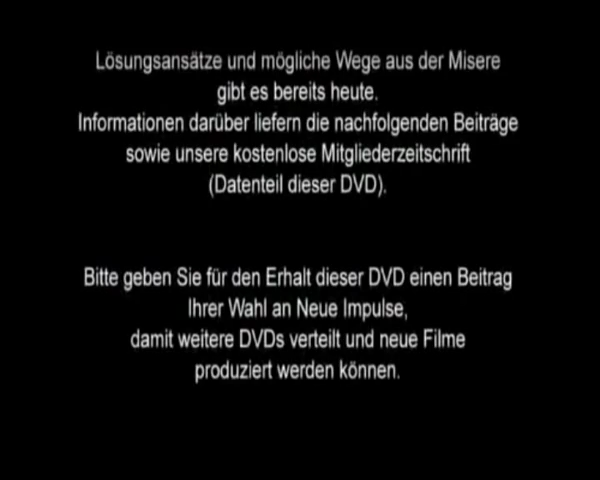 Lösungsansätze und mögliche Wege aus der Misere
gibt es bereits heute.
Informationen darüber liefern die nachfolgenden Beiträge
sowie unsere kostenlose Mitgliederzeitschrift
(Datenteil dieser DVD).
Bitte geben Sie für den Erhalt dieser DVD einen Beitrag
Ihrer Wahl an Neue Impulse,
damit weitere DVDs verteilt und neue Filme
produziert werden können.